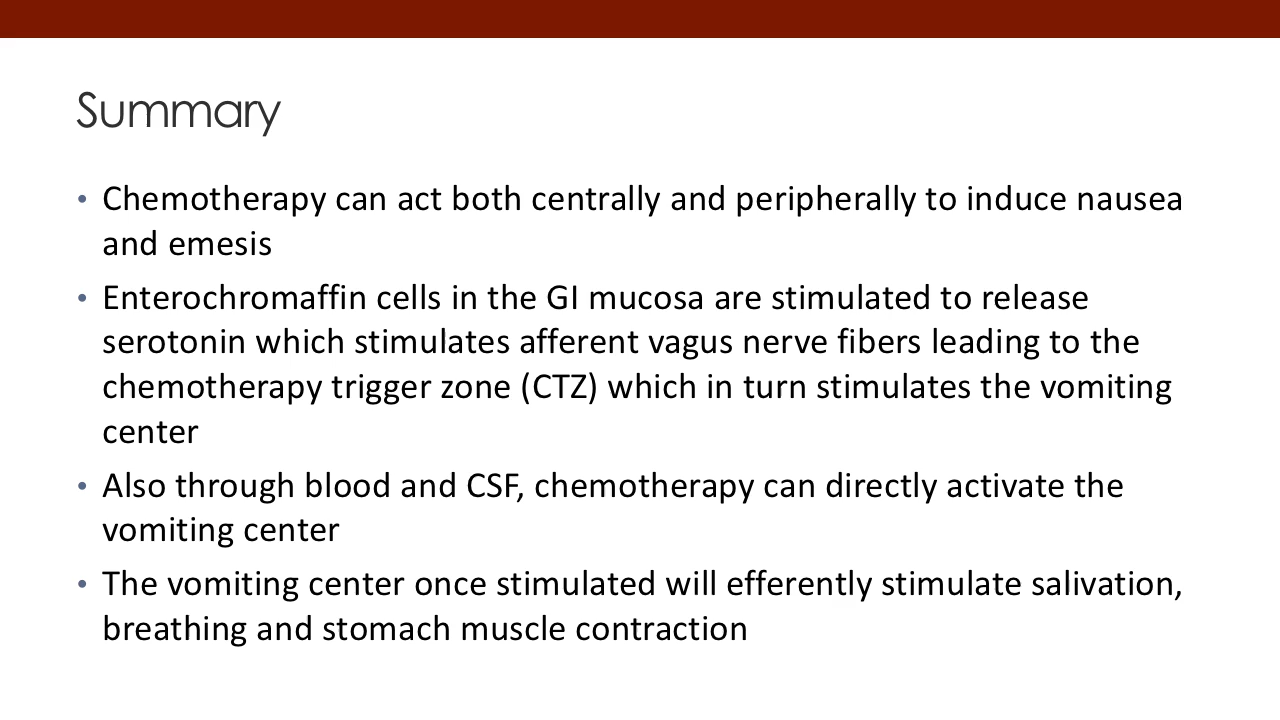 Summary
• Chemotherapy can act both centrally and peripherally to induce nausea
and emesis
• Enterochromaffin cells in the GI mucosa are stimulated to release
serotonin which stimulates afferent vagus nerve fibers leading to the
chemotherapy trigger zone (CTZ) which in turn stimulates the vomiting
center
• Also through blood and CSF, chemotherapy can directly activate the
vomiting center
• The vomiting center once stimulated will efferently stimulate salivation,
breathing and stomach muscle contraction